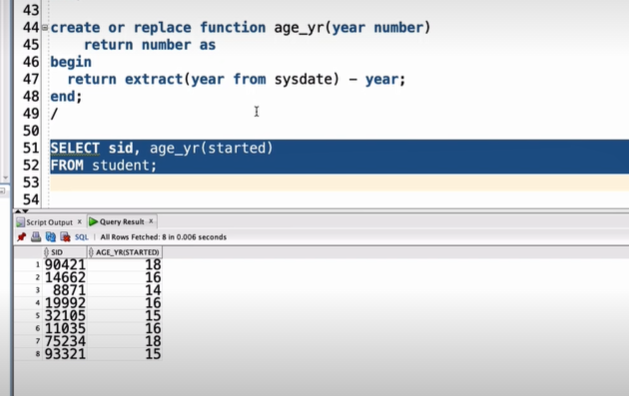 43
44 create or replace function age_yr(year number)
45 return number as
46 begin
47 return extract(year from sysdate) - year;
48 end;
49 /
50
51 SELECT sid, age_yr(started)
52 FROM student;
53
54
Script Output × Query Result ×
SQL | All Rows Fetched: 8 in 0.006 seconds
SID AGE_YR(STARTED)
1 90421 18
2 14662 16
3 8871 14
4 19992 16
5 32105 15
6 11035 16
7 75234 18
8 93321 15